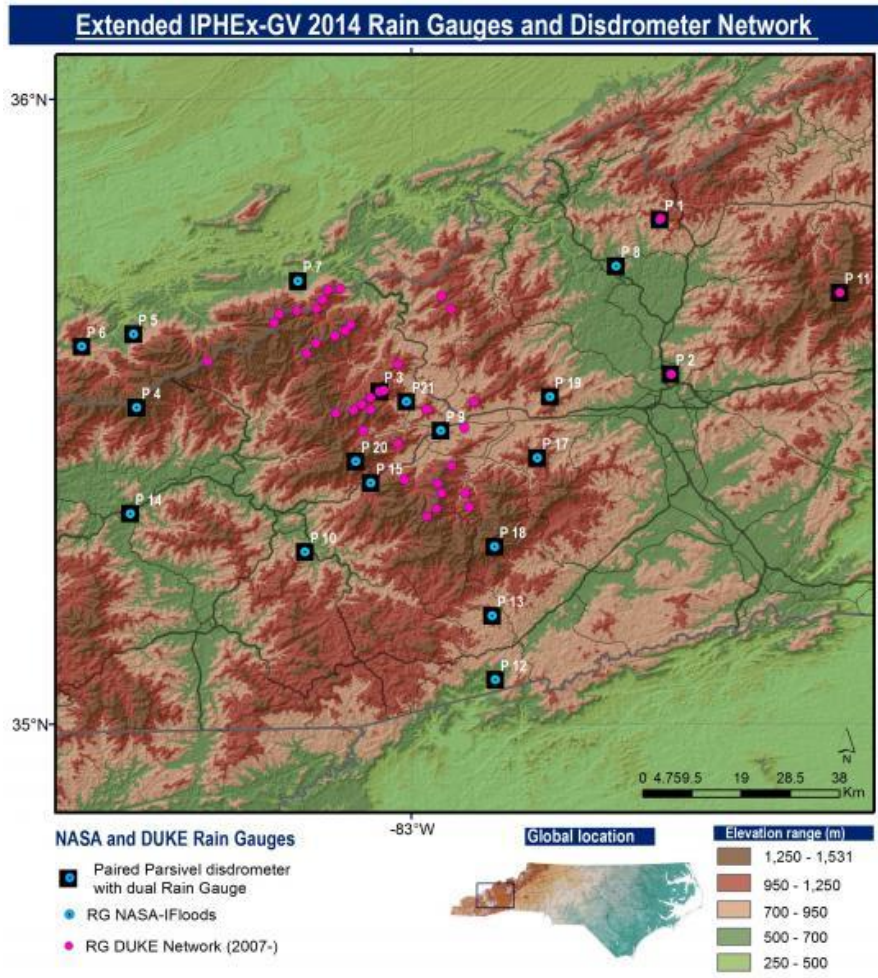 Extended IPHEx-GV 2014 Rain Gauges and Disdrometer Network
36°N
P 1
P 8
P 7
P 11
P 5
P 6
P 2
P 3
P 4
P21
P 19
P 9
P 20
P 17
P 15
P 14
P 18
P 10
P 13
P 12
35°N
N
0 4.759.5 19 28.5 38
Km
-83°W
NASA and DUKE Rain Gauges
Paired Parsivel disdrometer
with dual Rain Gauge
RG NASA-IFloods
RG DUKE Network (2007-)
Global location
Elevation range (m)
1,250 - 1,531
950 - 1,250
700 - 950
500 - 700
250 - 500